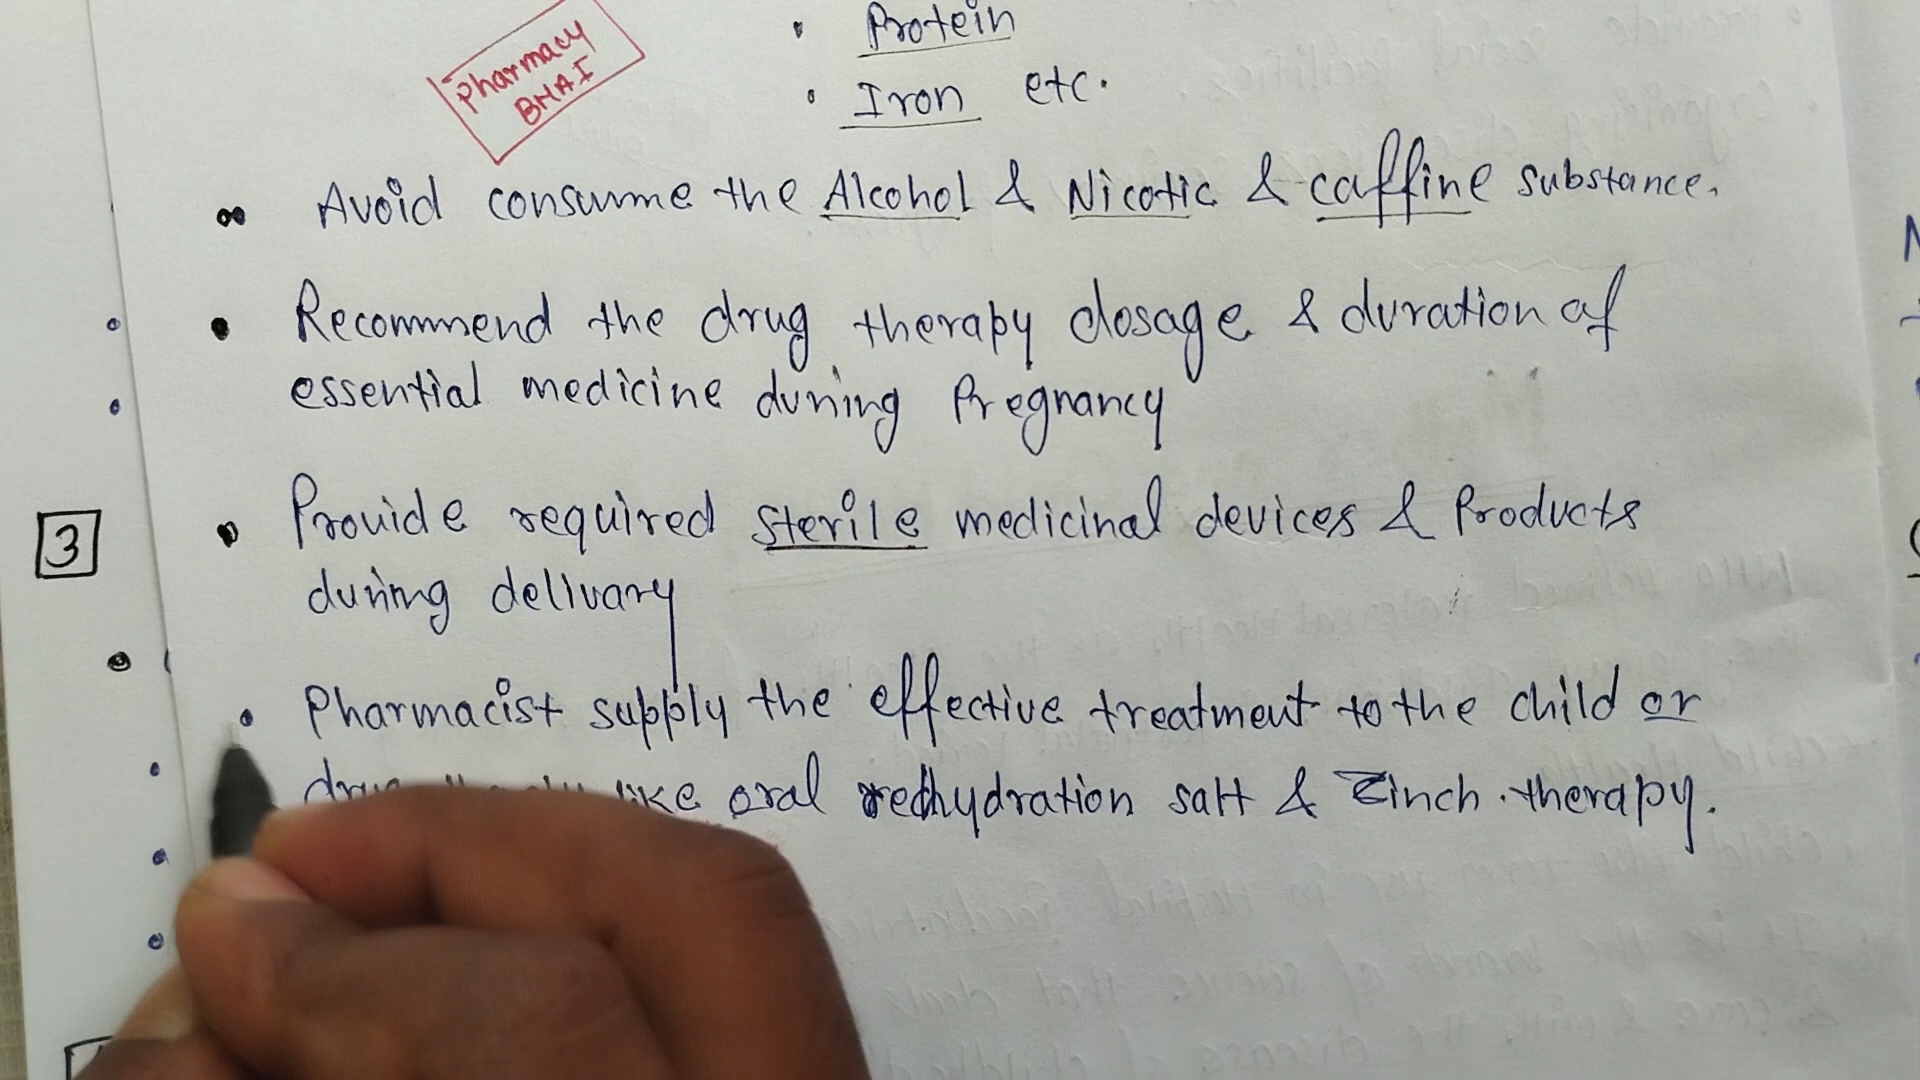 Pharmacy
BHAI
• Protein
• Iron etc.
Avoid consume the Alcohol & Nicotic & caffine substance.
• Recommend the drug therapy dosage & duration of
essential medicine during Pregnancy
3
• Provide required sterile medicinal devices & Products
during delivary
• Pharmacist supply the effective treatment to the child or
like oral rehydration salt & Zinch therapy.